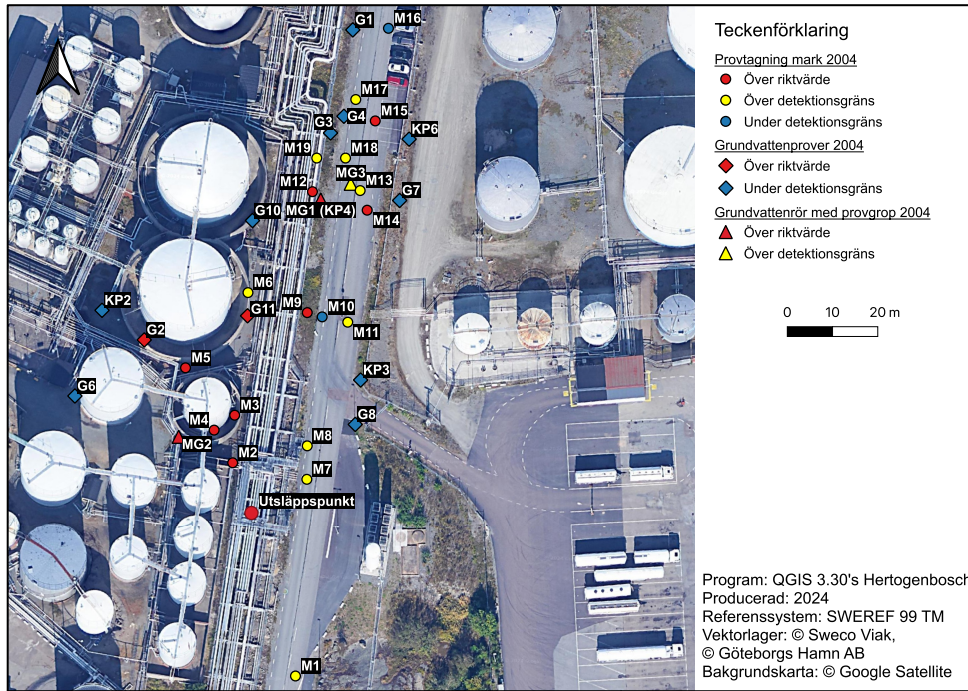 G1
M16
M17
G4
M15
G3
KP6
M19
M18
MG3
M12
M13
G7
G10
MG1 (KP4)
M14
M6
KP2
G11
M9
M10
M11
G2
M5
KP3
G6
M3
M4
G8
MG2
M2
M8
M7
Utsläppspunkt
M1
Teckenförklaring
Provtagning mark 2004
Över riktvärde
Över detektionsgräns
Under detektionsgräns
Grundvattenprover 2004
Över riktvärde
Under detektionsgräns
Grundvattenrör med provgrop 2004
Över riktvärde
Över detektionsgräns
0 10 20 m
Program: QGIS 3.30's Hertogenbosch
Producerad: 2024
Referenssystem: SWEREF 99 TM
Vektorlager: © Sweco Viak,
© Göteborgs Hamn AB
Bakgrundskarta: © Google Satellite